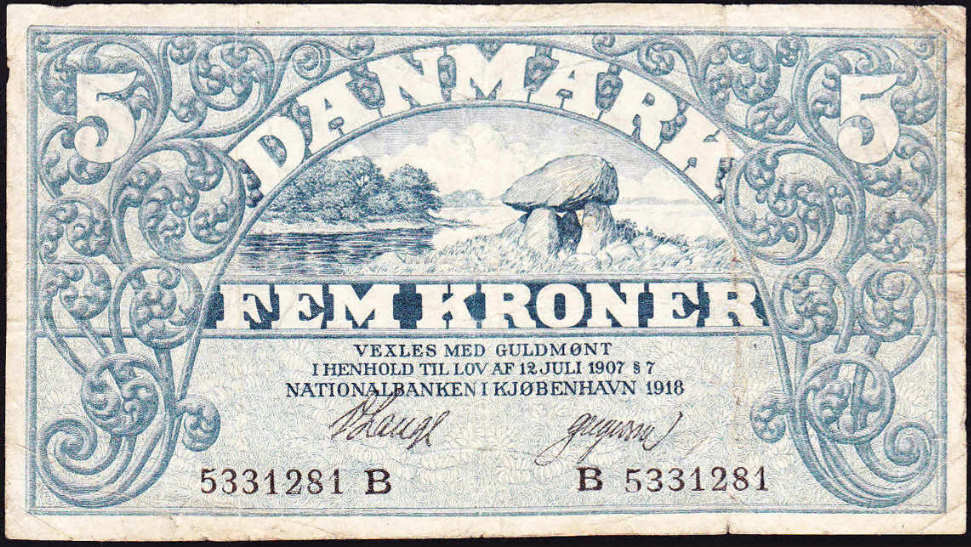 5 DANMARK 5
FEM KRONER
VEXLES MED GULDMØNT
I HENHOLD TIL LOV AF 12 JULI 1907 § 7
NATIONALBANKEN I KJØBENHAVN 1918
V Lange
5331281 B B 5331281